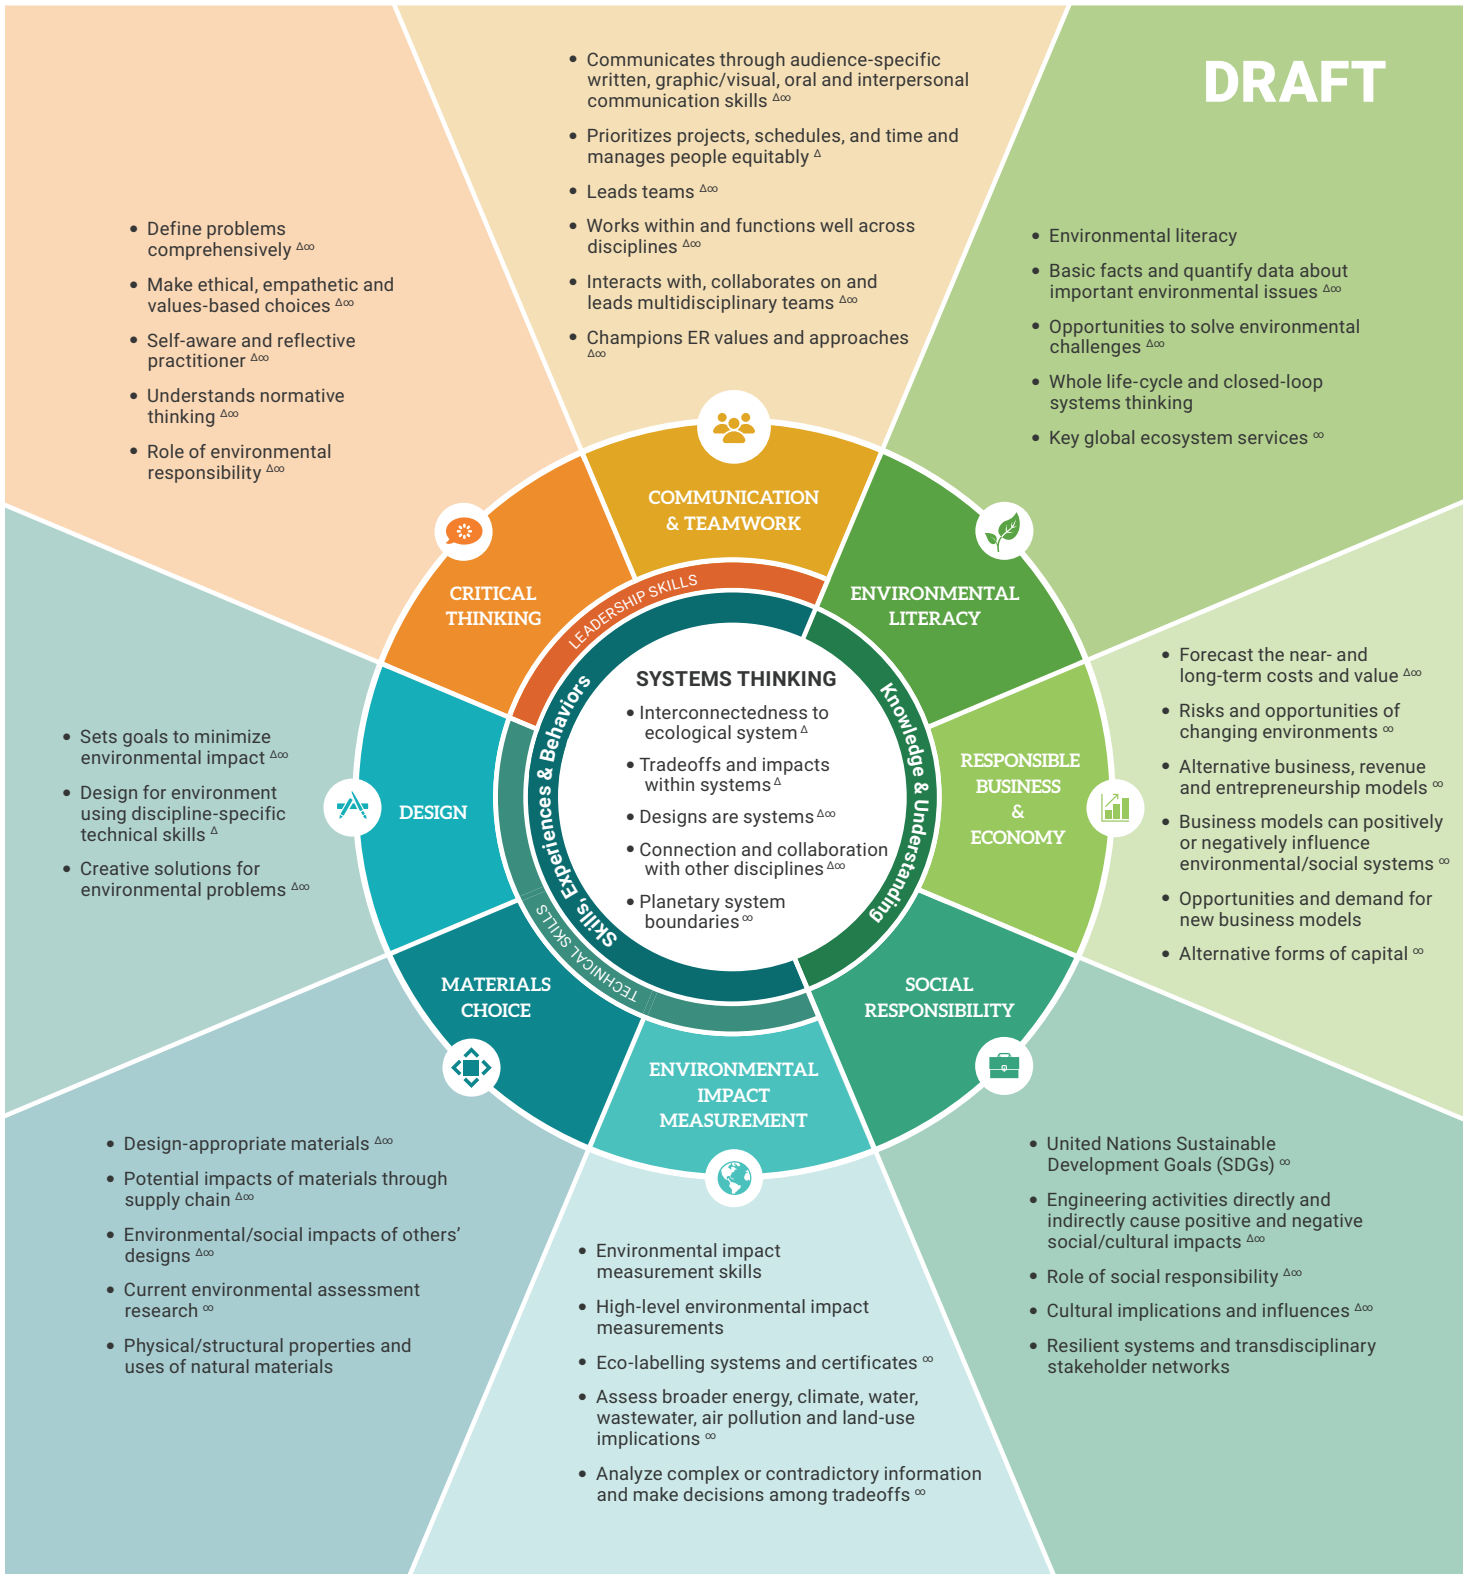 DRAFT
• Communicates through audience-specific
written, graphic/visual, oral and interpersonal
communication skills Δ∞
• Prioritizes projects, schedules, and time and
manages people equitably Δ
• Leads teams Δ∞
• Works within and functions well across
disciplines Δ∞
• Interacts with, collaborates on and
leads multidisciplinary teams Δ∞
• Champions ER values and approaches
Δ∞
• Define problems
comprehensively Δ∞
• Make ethical, empathetic and
values-based choices Δ∞
• Self-aware and reflective
practitioner Δ∞
• Understands normative
thinking Δ∞
• Role of environmental
responsibility Δ∞
• Environmental literacy
• Basic facts and quantify data about
important environmental issues Δ∞
• Opportunities to solve environmental
challenges Δ∞
• Whole life-cycle and closed-loop
systems thinking
• Key global ecosystem services ∞
COMMUNICATION
& TEAMWORK
CRITICAL
THINKING
ENVIRONMENTAL
LITERACY
LEADERSHIP SKILLS
Skills, Experiences & Behaviors
Knowledge & Understanding
TECHNICAL SKILLS
SYSTEMS THINKING
• Interconnectedness to
ecological system Δ
• Tradeoffs and impacts
within systems Δ
• Designs are systems Δ∞
• Connection and collaboration
with other disciplines Δ∞
• Planetary system
boundaries ∞
• Forecast the near- and
long-term costs and value Δ∞
• Risks and opportunities of
changing environments ∞
• Alternative business, revenue
and entrepreneurship models ∞
• Business models can positively
or negatively influence
environmental/social systems ∞
• Opportunities and demand for
new business models
• Alternative forms of capital ∞
RESPONSIBLE
BUSINESS
&
ECONOMY
• Sets goals to minimize
environmental impact Δ∞
• Design for environment
using discipline-specific
technical skills Δ
• Creative solutions for
environmental problems Δ∞
DESIGN
MATERIALS
CHOICE
SOCIAL
RESPONSIBILITY
ENVIRONMENTAL
IMPACT
MEASUREMENT
• Design-appropriate materials Δ∞
• Potential impacts of materials through
supply chain Δ∞
• Environmental/social impacts of others’
designs Δ∞
• Current environmental assessment
research ∞
• Physical/structural properties and
uses of natural materials
• Environmental impact
measurement skills
• High-level environmental impact
measurements
• Eco-labelling systems and certificates ∞
• Assess broader energy, climate, water,
wastewater, air pollution and land-use
implications ∞
• Analyze complex or contradictory information
and make decisions among tradeoffs ∞
• United Nations Sustainable
Development Goals (SDGs) ∞
• Engineering activities directly and
indirectly cause positive and negative
social/cultural impacts Δ∞
• Role of social responsibility Δ∞
• Cultural implications and influences Δ∞
• Resilient systems and transdisciplinary
stakeholder networks